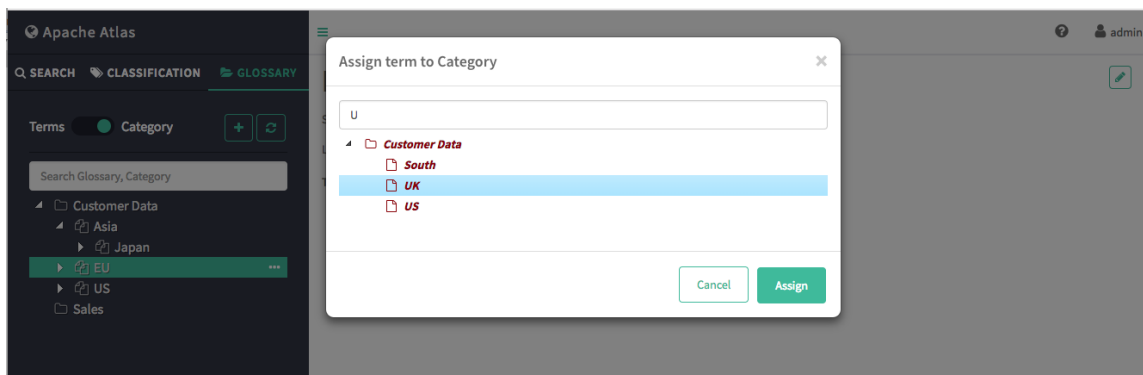 Apache Atlas
admin
SEARCH CLASSIFICATION GLOSSARY
Terms Category
Search Glossary, Category
Customer Data
Asia
Japan
EU
US
Sales
Assign term to Category
U
Customer Data
South
UK
US
Cancel Assign